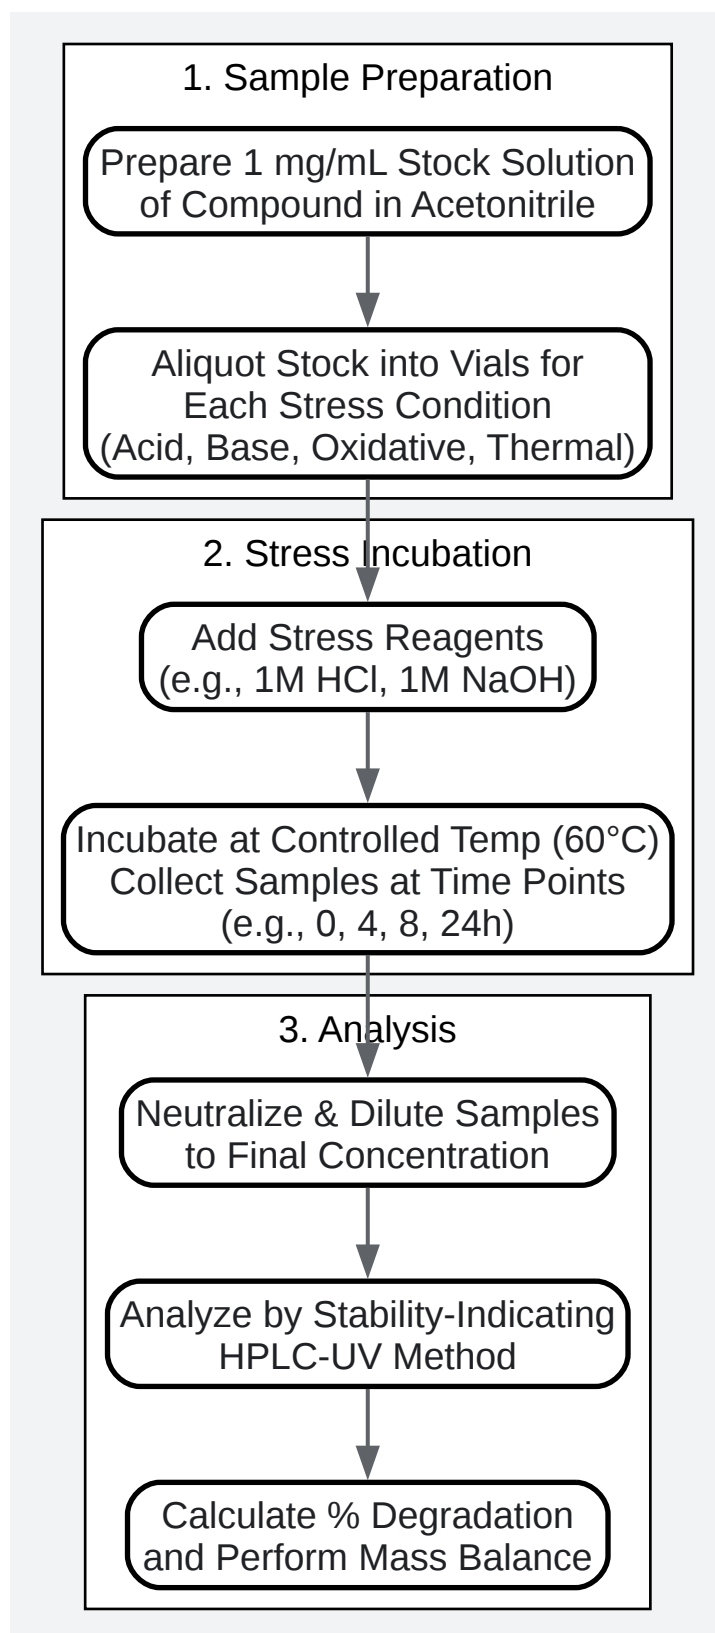 1. Sample Preparation
Prepare 1 mg/mL Stock Solution
of Compound in Acetonitrile
Aliquot Stock into Vials for
Each Stress Condition
(Acid, Base, Oxidative, Thermal)
2. Stress Incubation
Add Stress Reagents
(e.g., 1M HCl, 1M NaOH)
Incubate at Controlled Temp (60°C)
Collect Samples at Time Points
(e.g., 0, 4, 8, 24h)
3. Analysis
Neutralize & Dilute Samples
to Final Concentration
Analyze by Stability-Indicating
HPLC-UV Method
Calculate % Degradation
and Perform Mass Balance